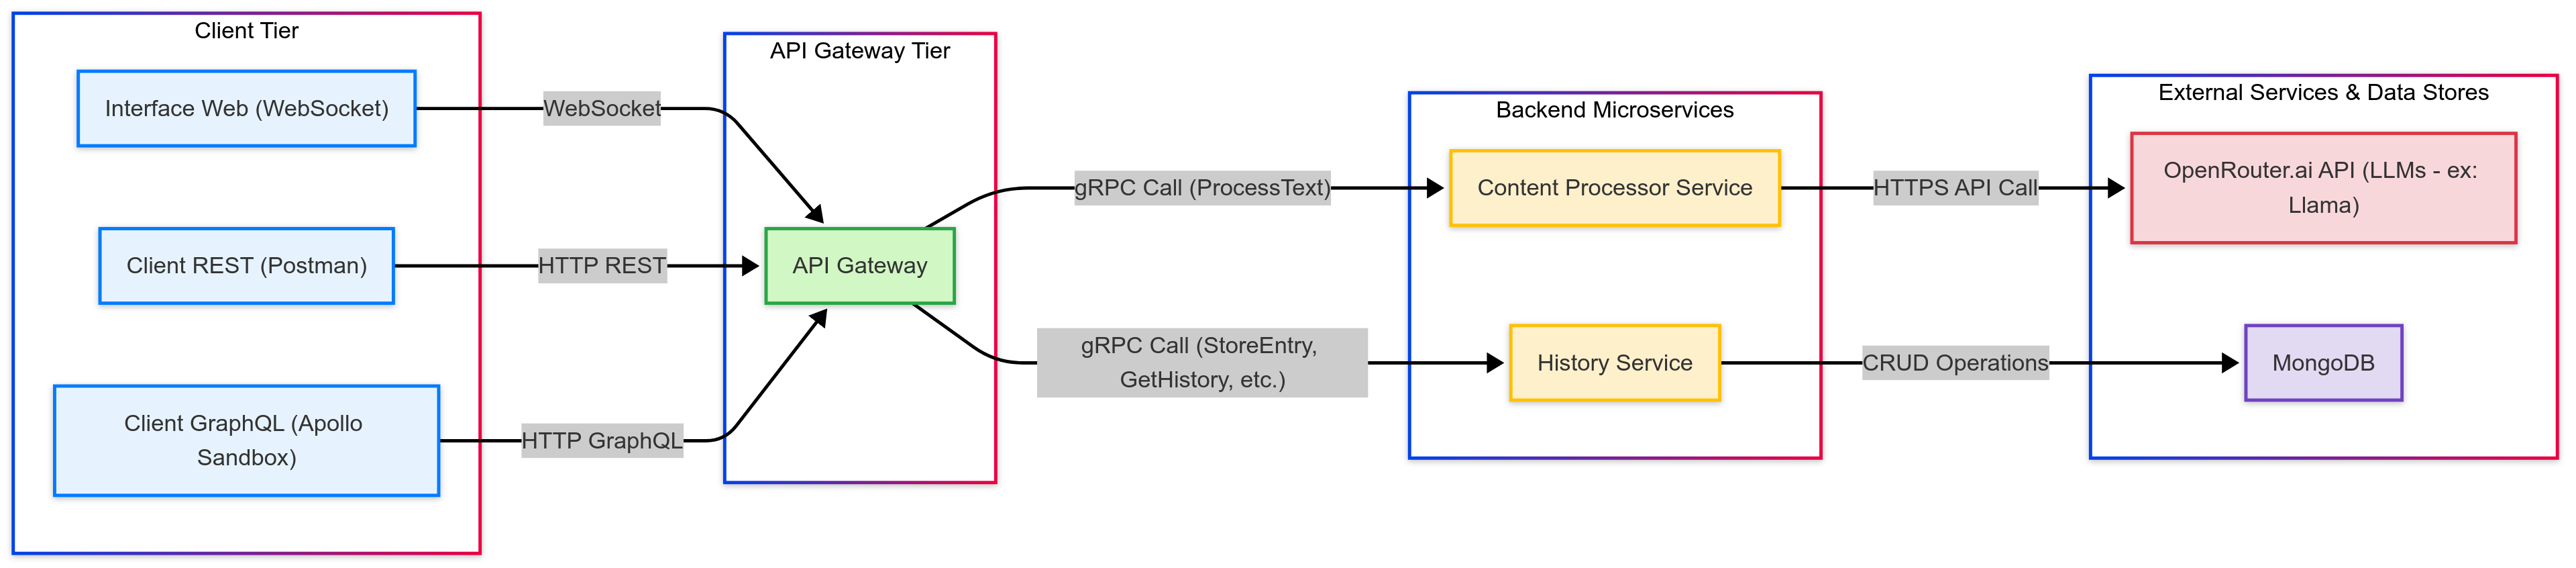 Client Tier
Interface Web (WebSocket)
Client REST (Postman)
Client GraphQL (Apollo
Sandbox)
WebSocket
HTTP REST
HTTP GraphQL
API Gateway Tier
API Gateway
gRPC Call (ProcessText)
gRPC Call (StoreEntry,
GetHistory, etc.)
Backend Microservices
Content Processor Service
History Service
HTTPS API Call
CRUD Operations
External Services & Data Stores
OpenRouter.ai API (LLMs - ex:
Llama)
MongoDB